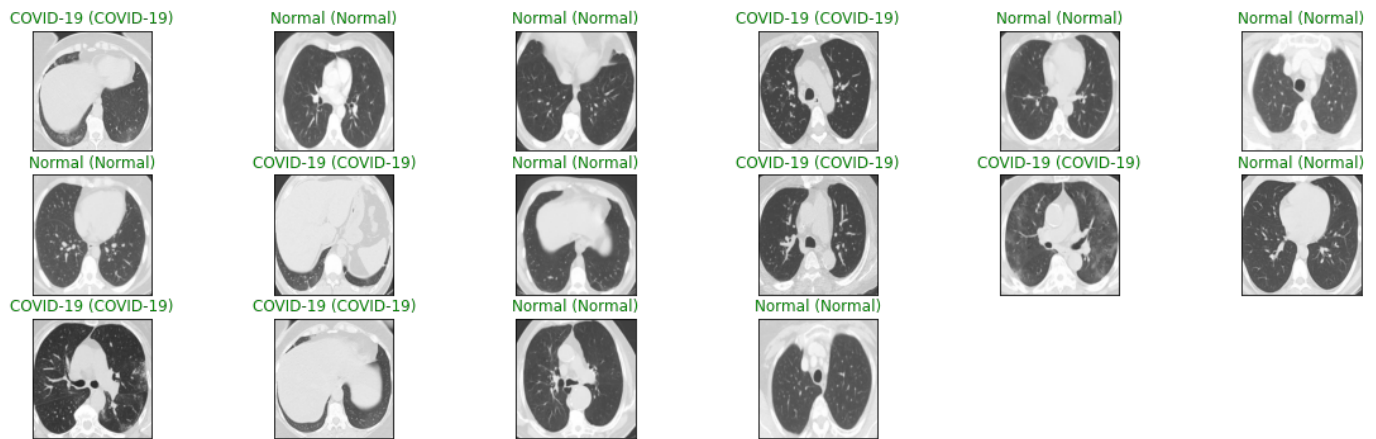 COVID-19 (COVID-19) Normal (Normal) Normal (Normal) COVID-19 (COVID-19) Normal (Normal) Normal (Normal)
Normal (Normal) COVID-19 (COVID-19) Normal (Normal) COVID-19 (COVID-19) COVID-19 (COVID-19) Normal (Normal)
COVID-19 (COVID-19) COVID-19 (COVID-19) Normal (Normal) Normal (Normal)